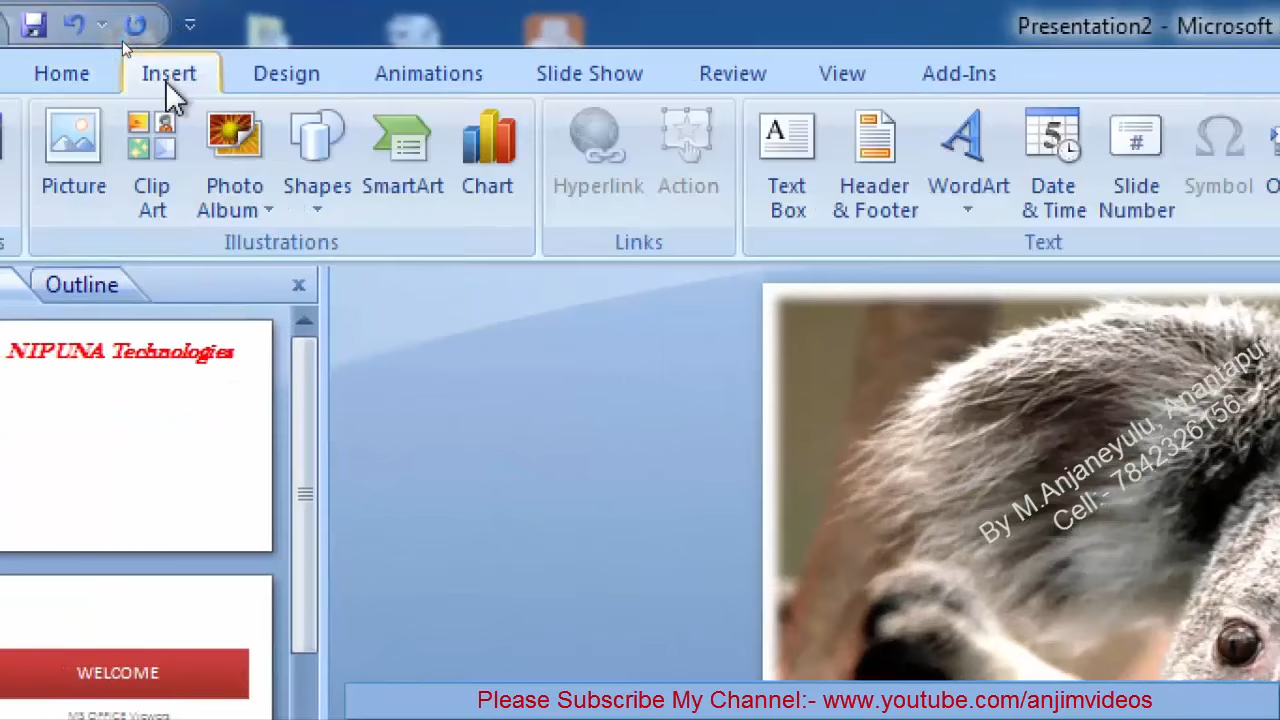 Presentation2 - Microsoft
Home Insert Design Animations Slide Show Review View Add-Ins
Picture Clip Art Photo Album Shapes SmartArt Chart Hyperlink Action Text Box Header & Footer WordArt Date & Time Slide Number Symbol
Illustrations Links Text
Outline
NIPUNA Technologies
By M.Anjaneyulu, Anantapur
Cell:- 7842326156
WELCOME
Please Subscribe My Channel:- www.youtube.com/anjimvideos